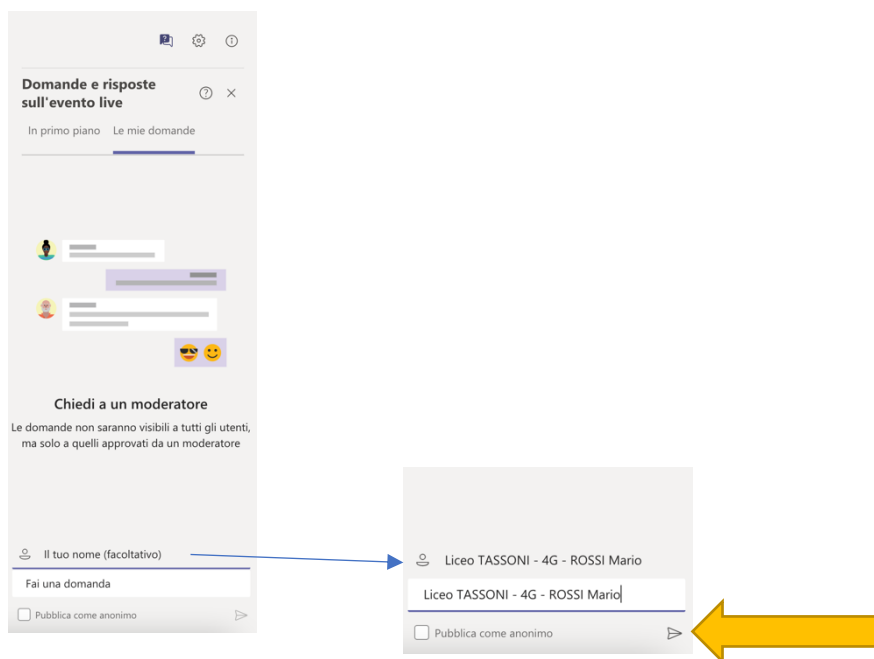 Domande e risposte
sull'evento live
In primo piano Le mie domande
Chiedi a un moderatore
Le domande non saranno visibili a tutti gli utenti,
ma solo a quelli approvati da un moderatore
Il tuo nome (facoltativo)
Fai una domanda
Pubblica come anonimo
Liceo TASSONI - 4G - ROSSI Mario
Liceo TASSONI - 4G - ROSSI Mario
Pubblica come anonimo